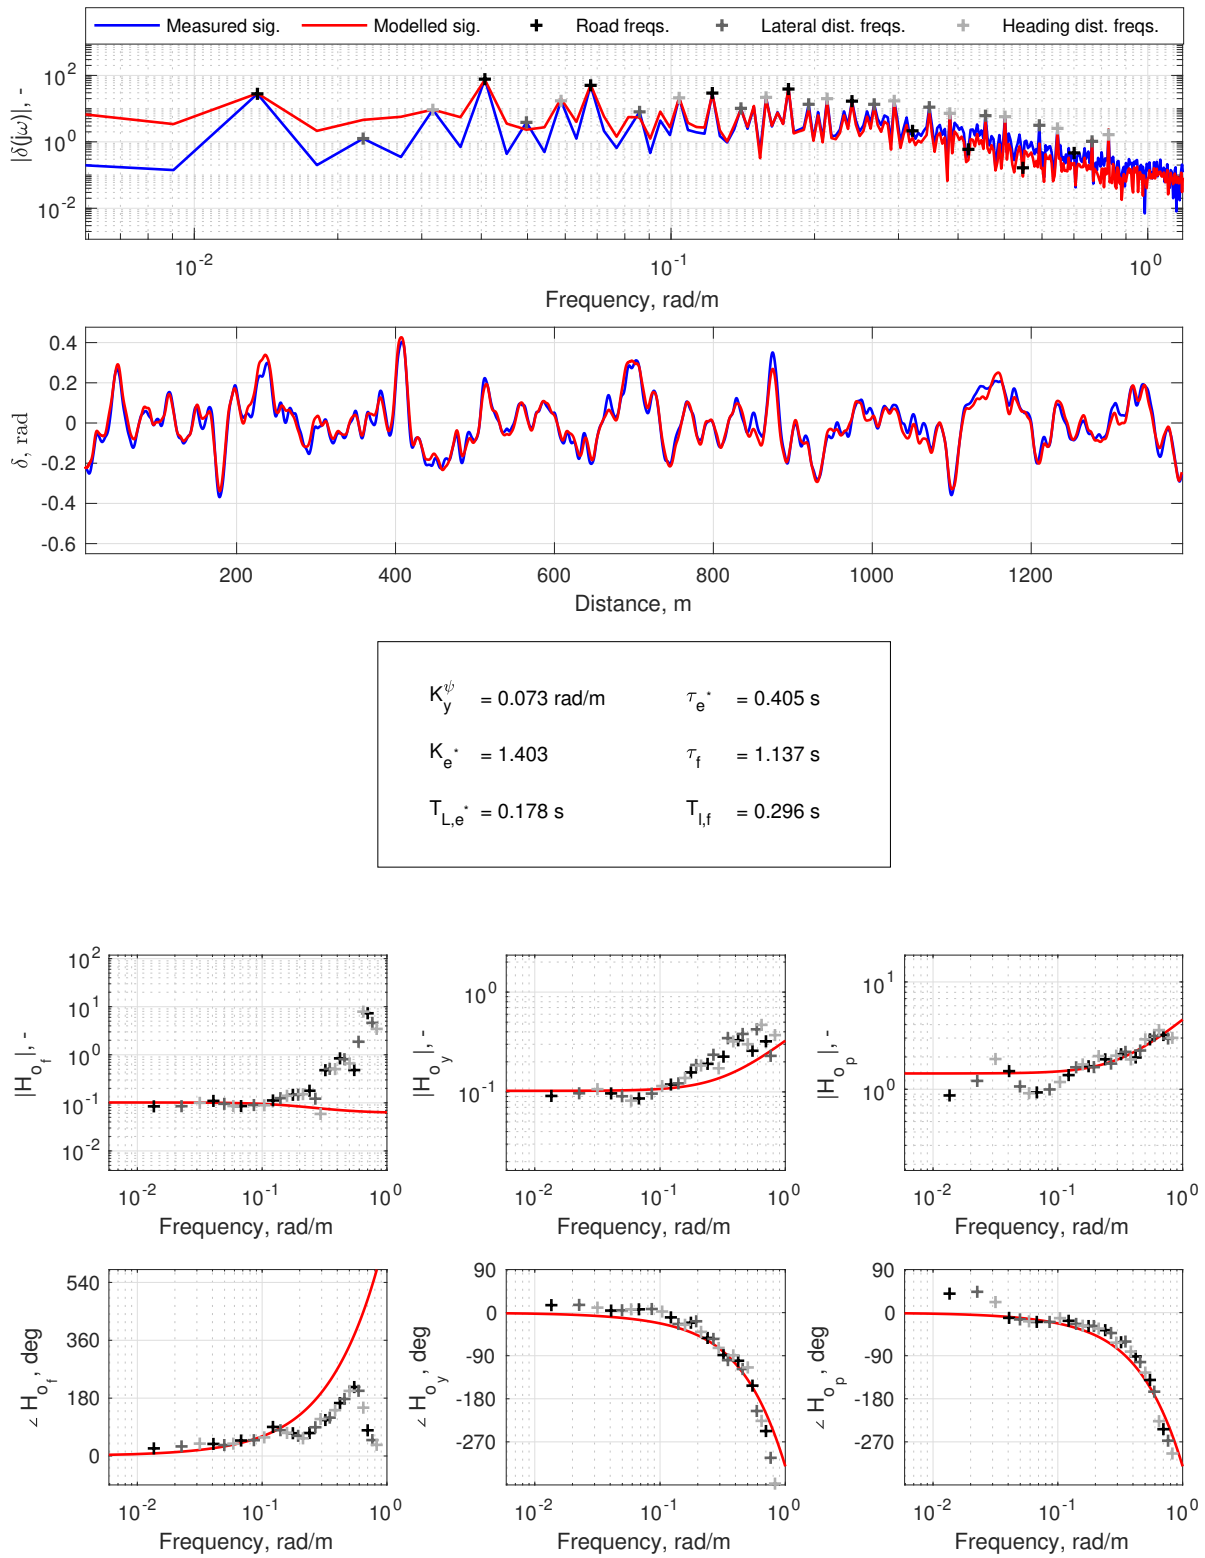 Measured sig. Modelled sig. Road freqs. Lateral dist. freqs. Heading dist. freqs.
|δ(jω)|, -
10^2
10^0
10^-2
10^-2 10^-1 10^0
Frequency, rad/m
δ, rad
0.4
0.2
0
-0.2
-0.4
-0.6
200 400 600 800 1000 1200
Distance, m
K_y^ψ = 0.073 rad/m τ_e* = 0.405 s
K_e* = 1.403 τ_f = 1.137 s
T_L,e* = 0.178 s T_l,f = 0.296 s
|H_o_f|, -
10^2
10^1
10^0
10^-1
10^-2
10^-2 10^-1 10^0
Frequency, rad/m
|H_o_y|, -
10^0
10^-1
10^-2 10^-1 10^0
Frequency, rad/m
|H_o_p|, -
10^1
10^0
10^-2 10^-1 10^0
Frequency, rad/m
∠ H_o_f, deg
540
360
180
0
10^-2 10^-1 10^0
Frequency, rad/m
∠ H_o_y, deg
90
0
-90
-180
-270
10^-2 10^-1 10^0
Frequency, rad/m
∠ H_o_p, deg
90
0
-90
-180
-270
10^-2 10^-1 10^0
Frequency, rad/m